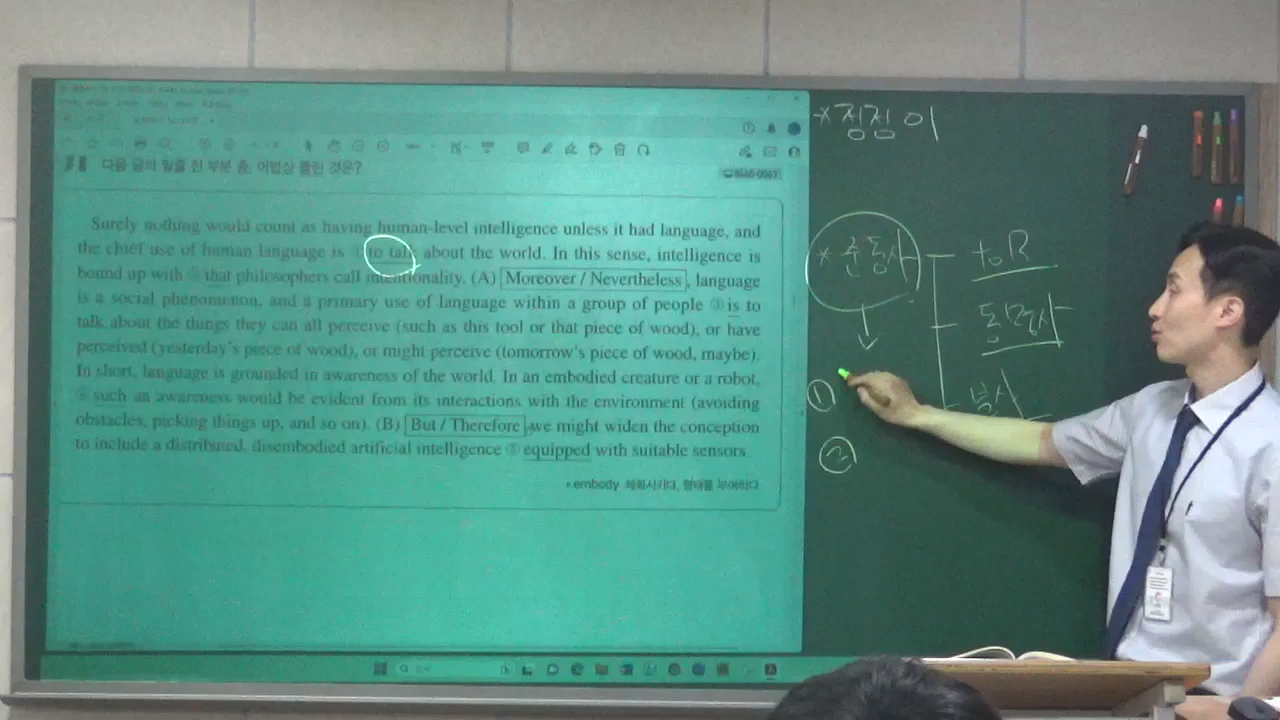 다음 글의 밑줄 친 부분 중, 어법상 틀린 것은?
Surely nothing would count as having human-level intelligence unless it had language, and
the chief use of human language is ① to talk about the world. In this sense, intelligence is
bound up with ② that philosophers call intentionality. (A) Moreover / Nevertheless, language
is a social phenomenon, and a primary use of language within a group of people ③ is to
talk about the things they can all perceive (such as this tool or that piece of wood), or have
perceived (yesterday's piece of wood), or might perceive (tomorrow's piece of wood, maybe).
In short, language is grounded in awareness of the world. In an embodied creature or a robot,
④ such an awareness would be evident from its interactions with the environment (avoiding
obstacles, picking things up, and so on). (B) But / Therefore, we might widen the conception
to include a distributed, disembodied artificial intelligence ⑤ equipped with suitable sensors.
* embody 체화시키다, 형태를 부여하다
*정정이
*준동사
to R
동명사
분사
①
②